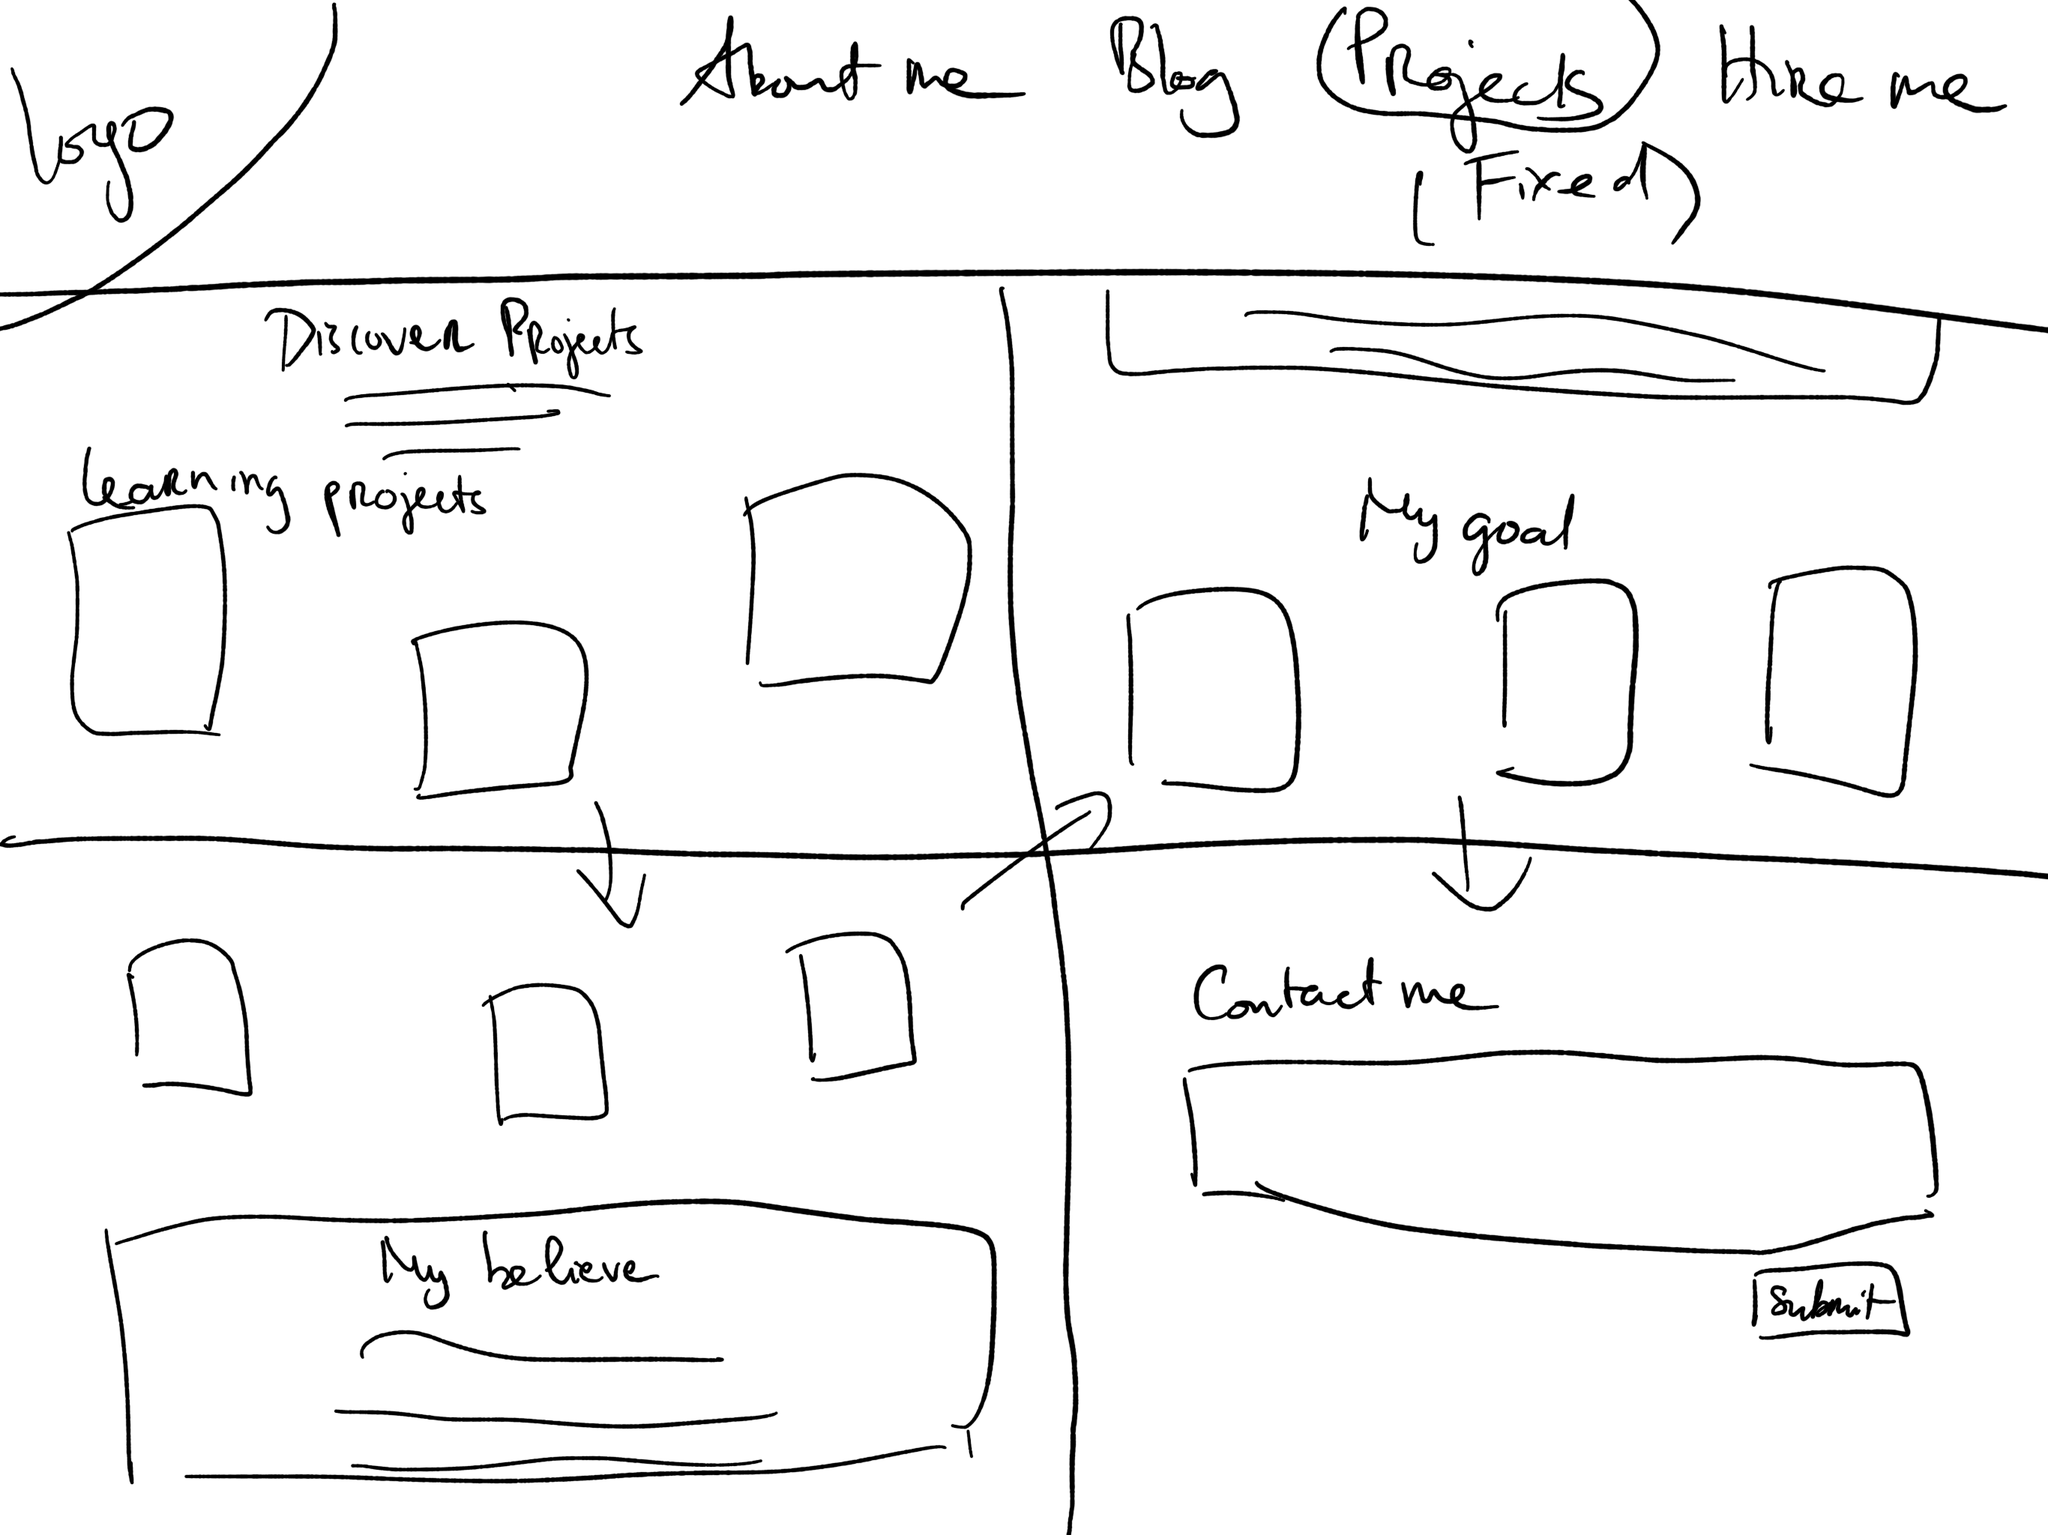 Logo
About me Blog Projects Hire me
(Fixed)
Discover Projects
Learning projects
My believe
My goal
Contact me
Submit